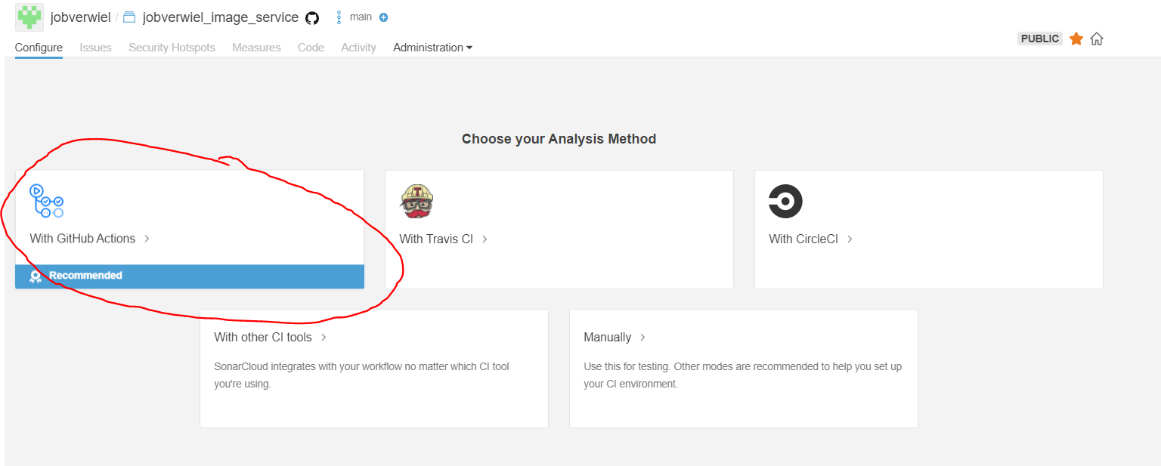 jobverwiel / jobverwiel_image_service main
Configure Issues Security Hotspots Measures Code Activity Administration
PUBLIC
Choose your Analysis Method
With GitHub Actions >
Recommended
T
With Travis CI >
With CircleCI >
With other CI tools >
SonarCloud integrates with your workflow no matter which CI tool
you're using.
Manually >
Use this for testing. Other modes are recommended to help you set up
your CI environment.